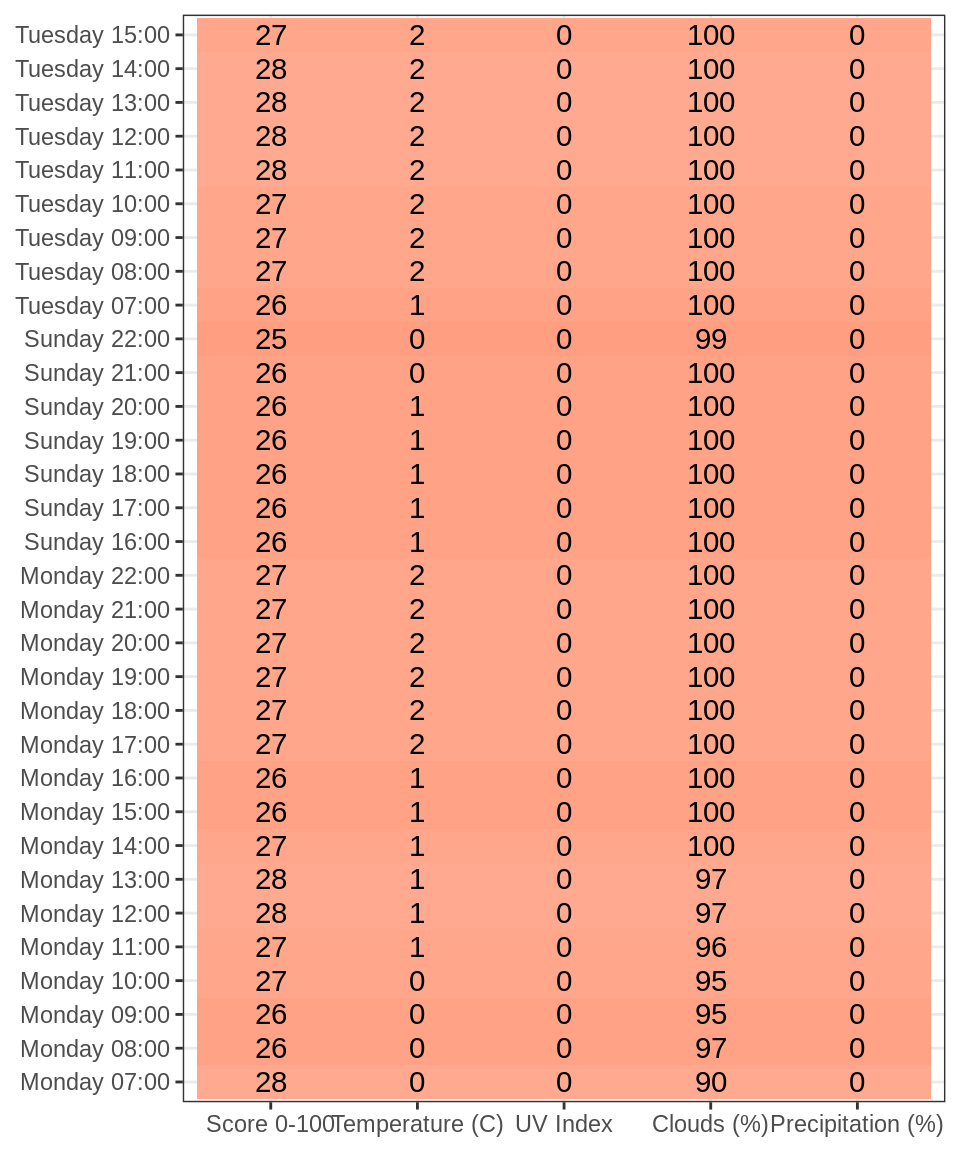 Tuesday 15:00 27 2 0 100 0
Tuesday 14:00 28 2 0 100 0
Tuesday 13:00 28 2 0 100 0
Tuesday 12:00 28 2 0 100 0
Tuesday 11:00 28 2 0 100 0
Tuesday 10:00 27 2 0 100 0
Tuesday 09:00 27 2 0 100 0
Tuesday 08:00 27 2 0 100 0
Tuesday 07:00 26 1 0 100 0
Sunday 22:00 25 0 0 99 0
Sunday 21:00 26 0 0 100 0
Sunday 20:00 26 1 0 100 0
Sunday 19:00 26 1 0 100 0
Sunday 18:00 26 1 0 100 0
Sunday 17:00 26 1 0 100 0
Sunday 16:00 26 1 0 100 0
Monday 22:00 27 2 0 100 0
Monday 21:00 27 2 0 100 0
Monday 20:00 27 2 0 100 0
Monday 19:00 27 2 0 100 0
Monday 18:00 27 2 0 100 0
Monday 17:00 27 2 0 100 0
Monday 16:00 26 1 0 100 0
Monday 15:00 26 1 0 100 0
Monday 14:00 27 1 0 100 0
Monday 13:00 28 1 0 97 0
Monday 12:00 28 1 0 97 0
Monday 11:00 27 1 0 96 0
Monday 10:00 27 0 0 95 0
Monday 09:00 26 0 0 95 0
Monday 08:00 26 0 0 97 0
Monday 07:00 28 0 0 90 0
Score 0-100 Temperature (C) UV Index Clouds (%) Precipitation (%)